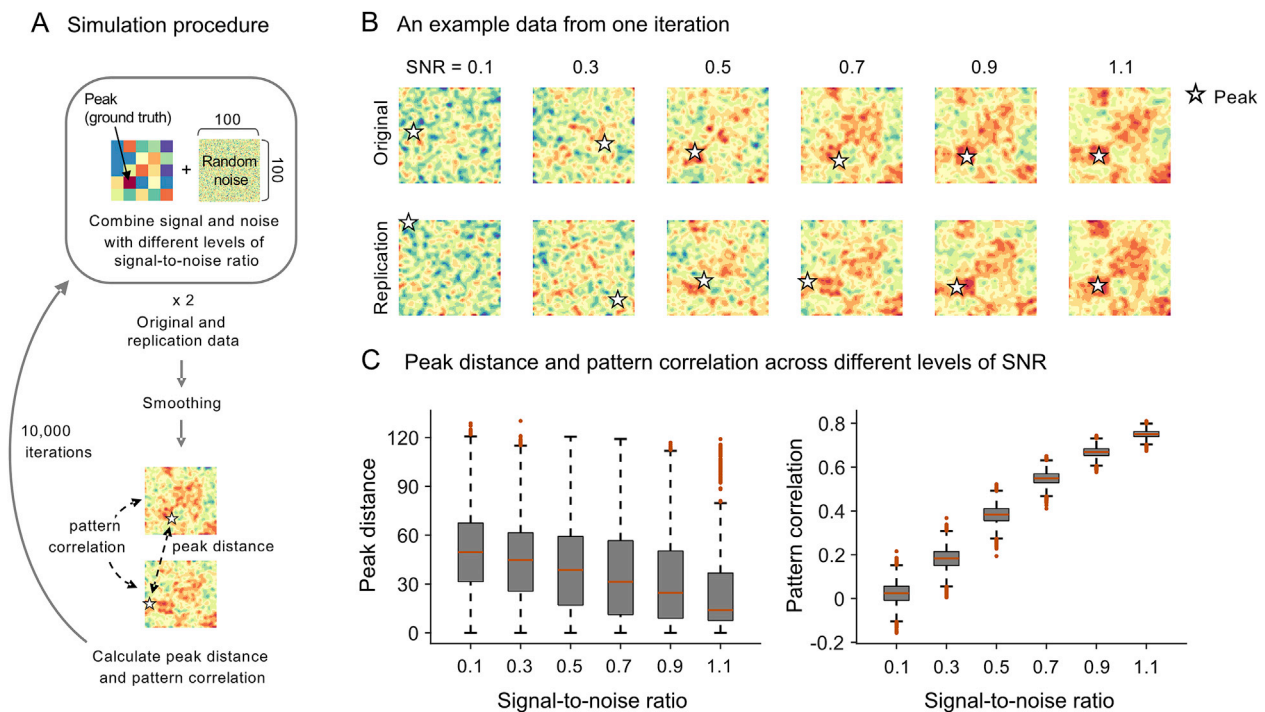 A Simulation procedure
Peak
(ground truth)
100
+
Random
noise
100
Combine signal and noise
with different levels of
signal-to-noise ratio
x 2
Original and
replication data
Smoothing
10,000
iterations
pattern
correlation
peak distance
Calculate peak distance
and pattern correlation
B An example data from one iteration
SNR = 0.1 0.3 0.5 0.7 0.9 1.1
Original
Replication
Peak
C Peak distance and pattern correlation across different levels of SNR
Peak distance
120
90
60
30
0
0.1 0.3 0.5 0.7 0.9 1.1
Signal-to-noise ratio
Pattern correlation
0.8
0.6
0.4
0.2
0
-0.2
0.1 0.3 0.5 0.7 0.9 1.1
Signal-to-noise ratio